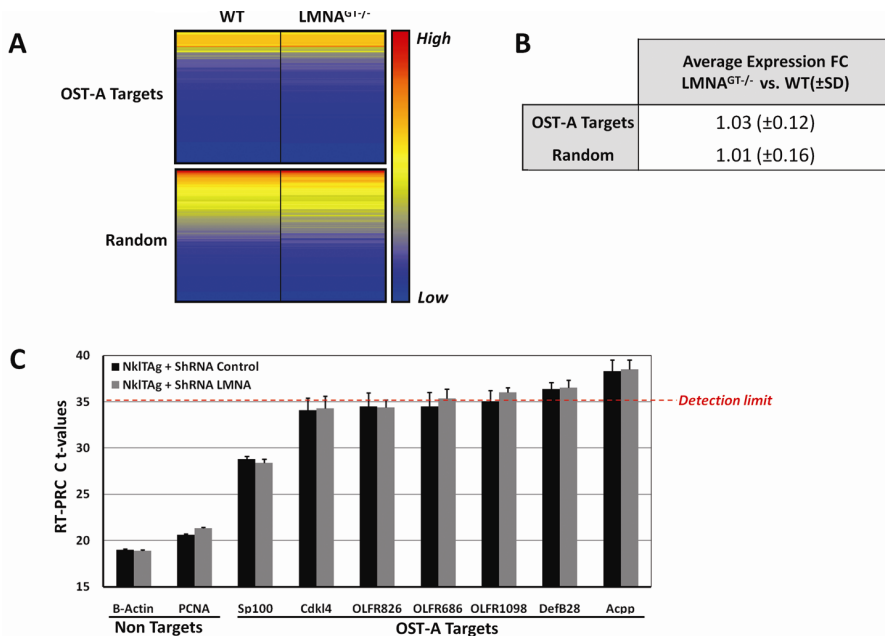 A
WT LMNA^GT-/-
High
OST-A Targets
Random
Low
B
Average Expression FC
LMNA^GT-/- vs. WT(±SD)
OST-A Targets 1.03 (±0.12)
Random 1.01 (±0.16)
C
NklTAg + ShRNA Control
NklTAg + ShRNA LMNA
Detection limit
RT-PRC C t-values
40
35
30
25
20
15
B-Actin PCNA Sp100 Cdkl4 OLFR826 OLFR686 OLFR1098 DefB28 Acpp
Non Targets OST-A Targets